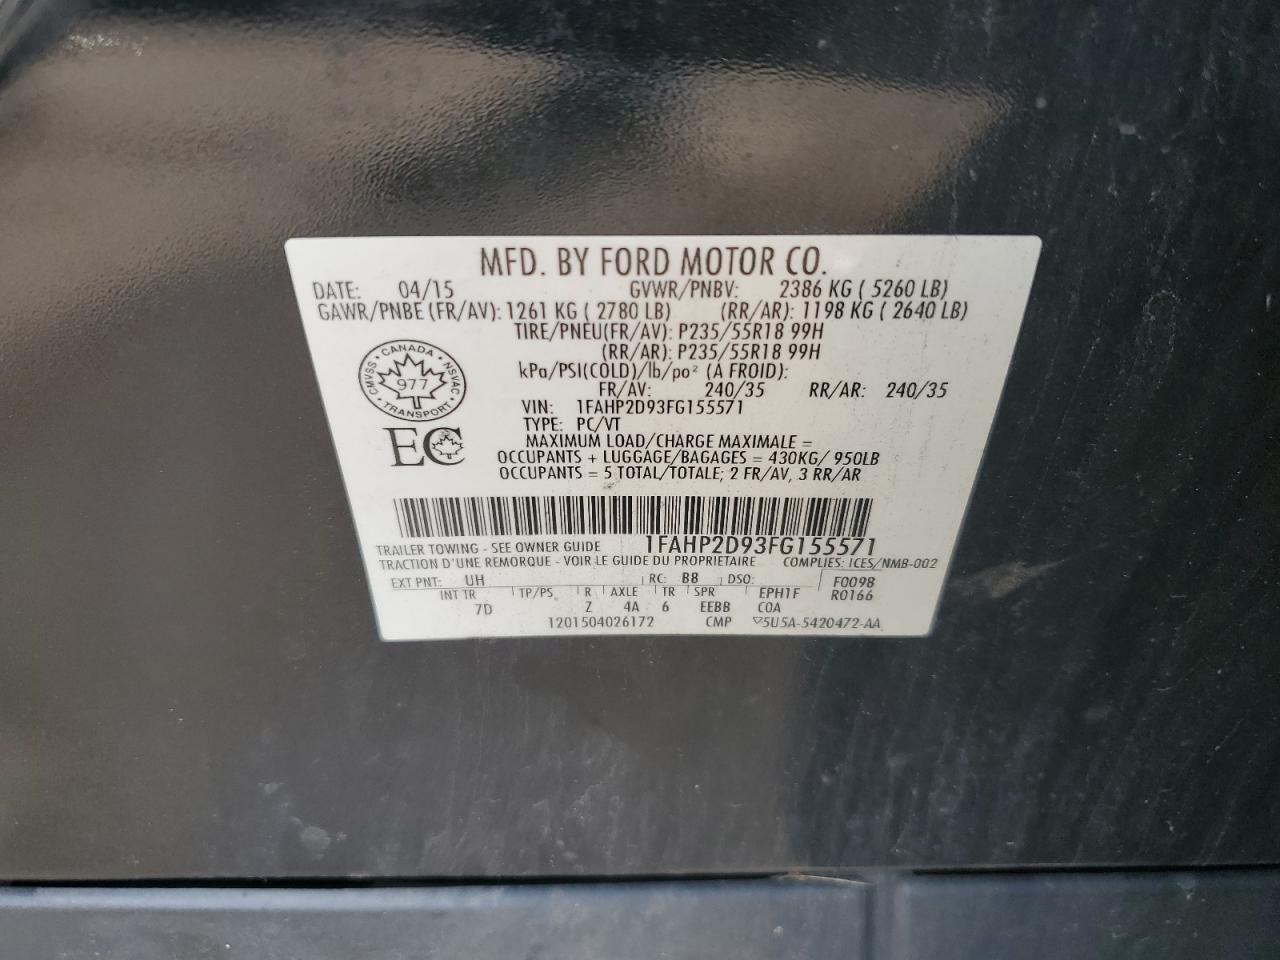 MFD. BY FORD MOTOR CO.
DATE: 04/15 GVWR/PNBV: 2386 KG ( 5260 LB)
GAWR/PNBE (FR/AV): 1261 KG ( 2780 LB) (RR/AR): 1198 KG ( 2640 LB)
TIRE/PNEU(FR/AV): P235/55R18 99H
(RR/AR): P235/55R18 99H
kPa/PSI(COLD)/lb/po² (A FROID):
FR/AV: 240/35 RR/AR: 240/35
CANADA
CMVSS NSVAC
977
TRANSPORT
EC
VIN: 1FAHP2D93FG155571
TYPE: PC/VT
MAXIMUM LOAD/CHARGE MAXIMALE =
OCCUPANTS + LUGGAGE/BAGAGES = 430KG/ 950LB
OCCUPANTS = 5 TOTAL/TOTALE; 2 FR/AV, 3 RR/AR
1FAHP2D93FG155571
TRAILER TOWING - SEE OWNER GUIDE
TRACTION D'UNE REMORQUE - VOIR LE GUIDE DU PROPRIETAIRE COMPLIES: ICES/NMB-002
EXT PNT: UH RC: B8 DSO: F0098
INT TR TP/PS R AXLE TR SPR EPH1F R0166
7D Z 4A 6 EEBB COA
1201504026172 CMP ▽5U5A-5420472-AA